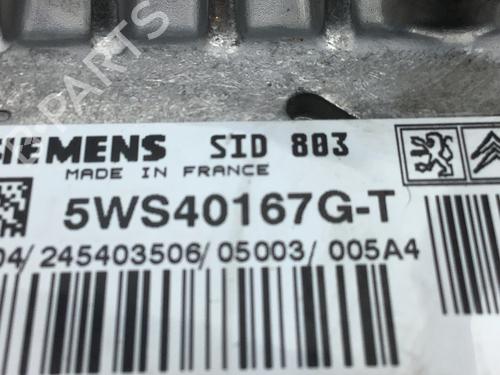 SIEMENS SID 803
MADE IN FRANCE
5WS40167G-T
04/245403506/05003/005A4